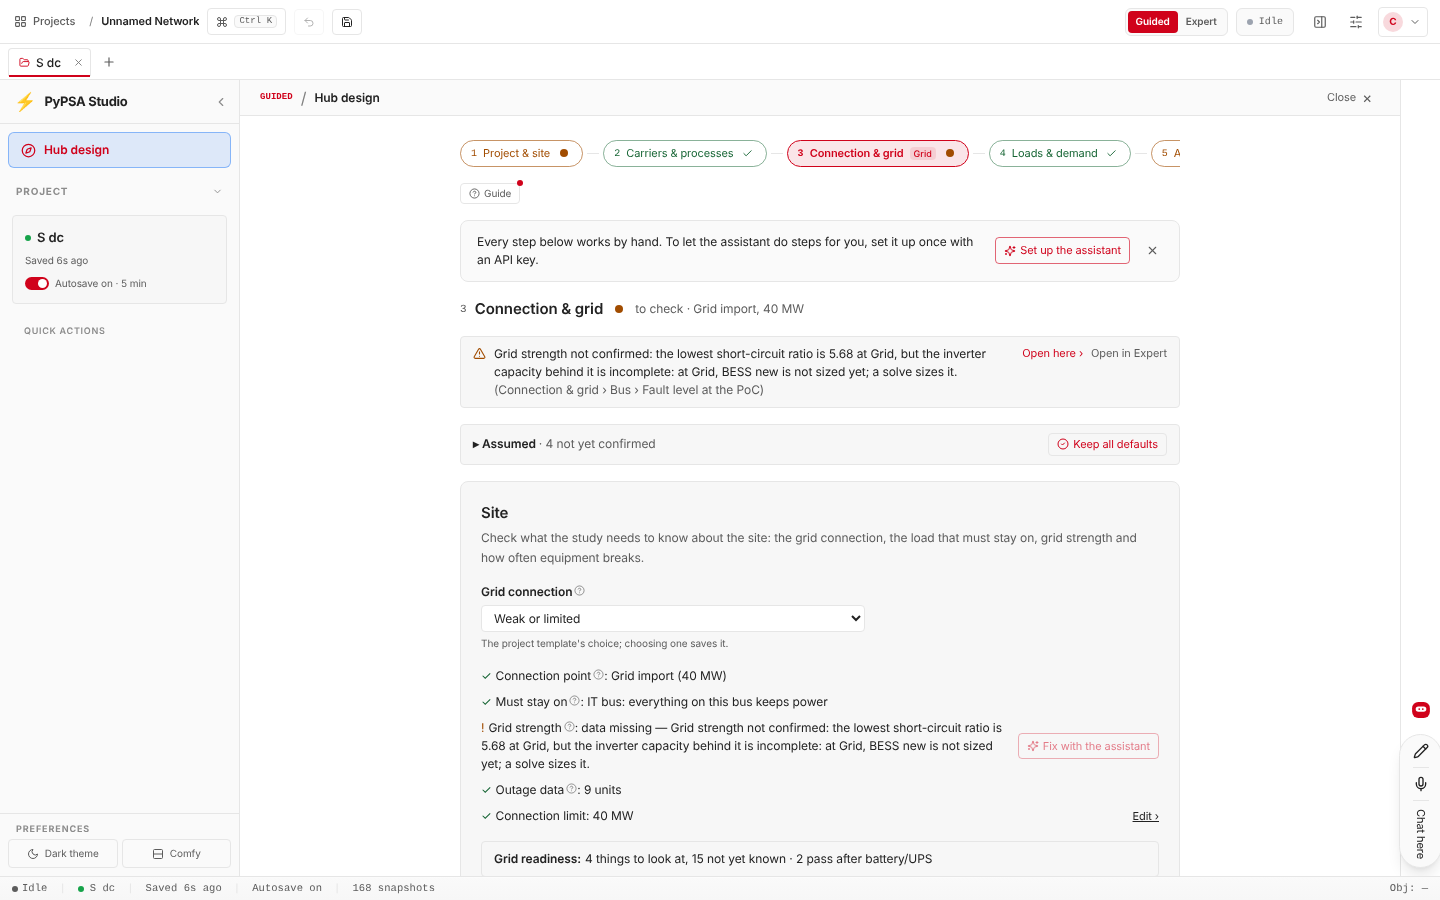 Projects / Unnamed Network Ctrl K
Guided Expert Idle C
S dc
PyPSA Studio
GUIDED / Hub design Close
Hub design
1 Project & site 2 Carriers & processes 3 Connection & grid Grid 4 Loads & demand 5 A
PROJECT
Guide
S dc
Saved 6s ago
Autosave on · 5 min
QUICK ACTIONS
Every step below works by hand. To let the assistant do steps for you, set it up once with
an API key.
Set up the assistant
3 Connection & grid to check · Grid import, 40 MW
Grid strength not confirmed: the lowest short-circuit ratio is 5.68 at Grid, but the inverter
capacity behind it is incomplete: at Grid, BESS new is not sized yet; a solve sizes it.
(Connection & grid › Bus › Fault level at the PoC)
Open here › Open in Expert
Assumed · 4 not yet confirmed
Keep all defaults
Site
Check what the study needs to know about the site: the grid connection, the load that must stay on, grid strength and
how often equipment breaks.
Grid connection
Weak or limited
The project template's choice; choosing one saves it.
Connection point: Grid import (40 MW)
Must stay on: IT bus: everything on this bus keeps power
! Grid strength: data missing — Grid strength not confirmed: the lowest short-circuit ratio is
5.68 at Grid, but the inverter capacity behind it is incomplete: at Grid, BESS new is not sized
yet; a solve sizes it.
Fix with the assistant
Outage data: 9 units
Connection limit: 40 MW
Edit ›
Grid readiness: 4 things to look at, 15 not yet known · 2 pass after battery/UPS
Chat here
PREFERENCES
Dark theme Comfy
Idle S dc Saved 6s ago Autosave on 168 snapshots Obj: —